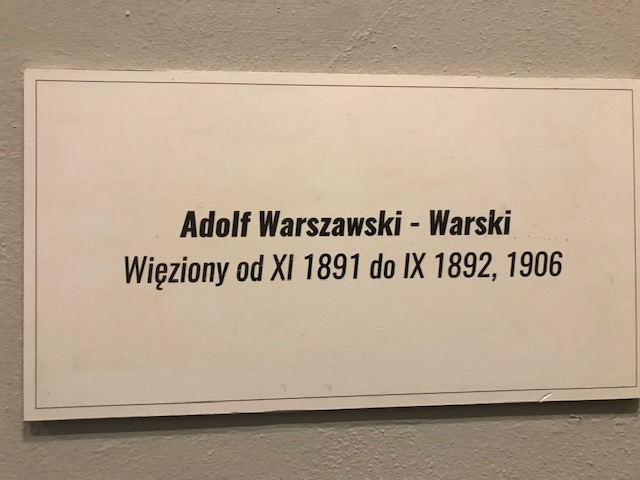 Adolf Warszawski - Warski
Więziony od XI 1891 do IX 1892, 1906